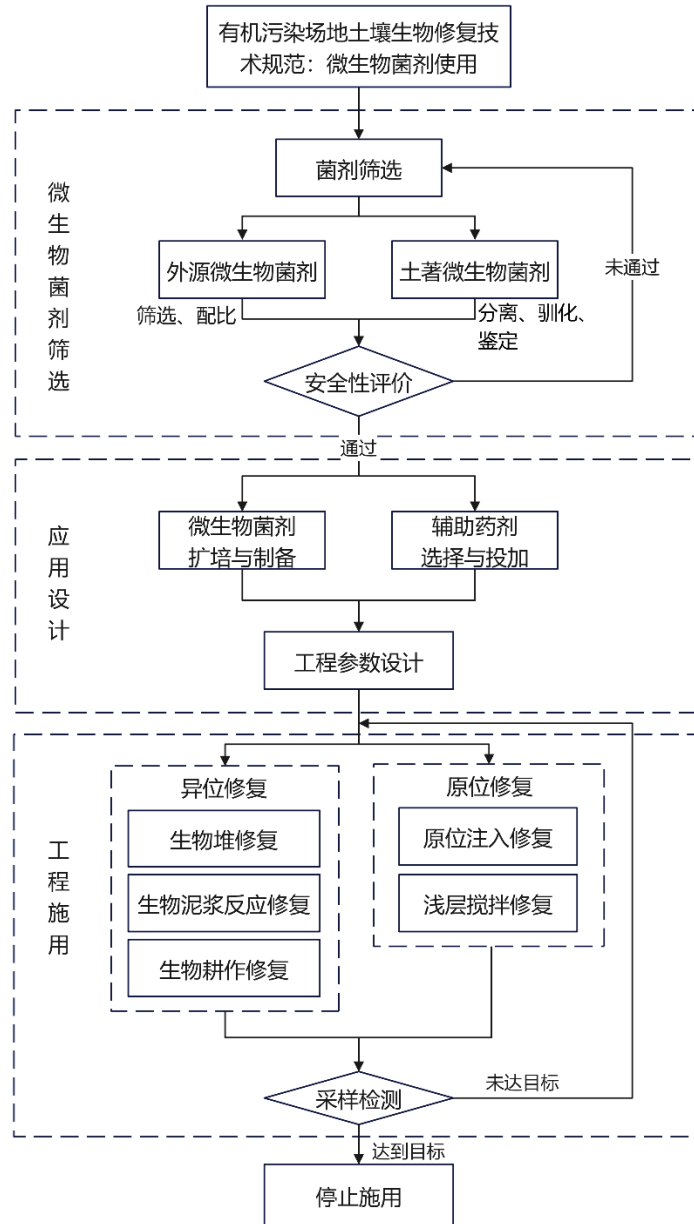 有机污染场地土壤生物修复技
术规范：微生物菌剂使用
微生物菌剂筛选
菌剂筛选
外源微生物菌剂
土著微生物菌剂
未通过
筛选、配比
分离、驯化、
鉴定
安全性评价
通过
应用设计
微生物菌剂
扩培与制备
辅助药剂
选择与投加
工程参数设计
工程施用
异位修复
原位修复
生物堆修复
原位注入修复
生物泥浆反应修复
浅层搅拌修复
生物耕作修复
采样检测
未达目标
达到目标
停止施用